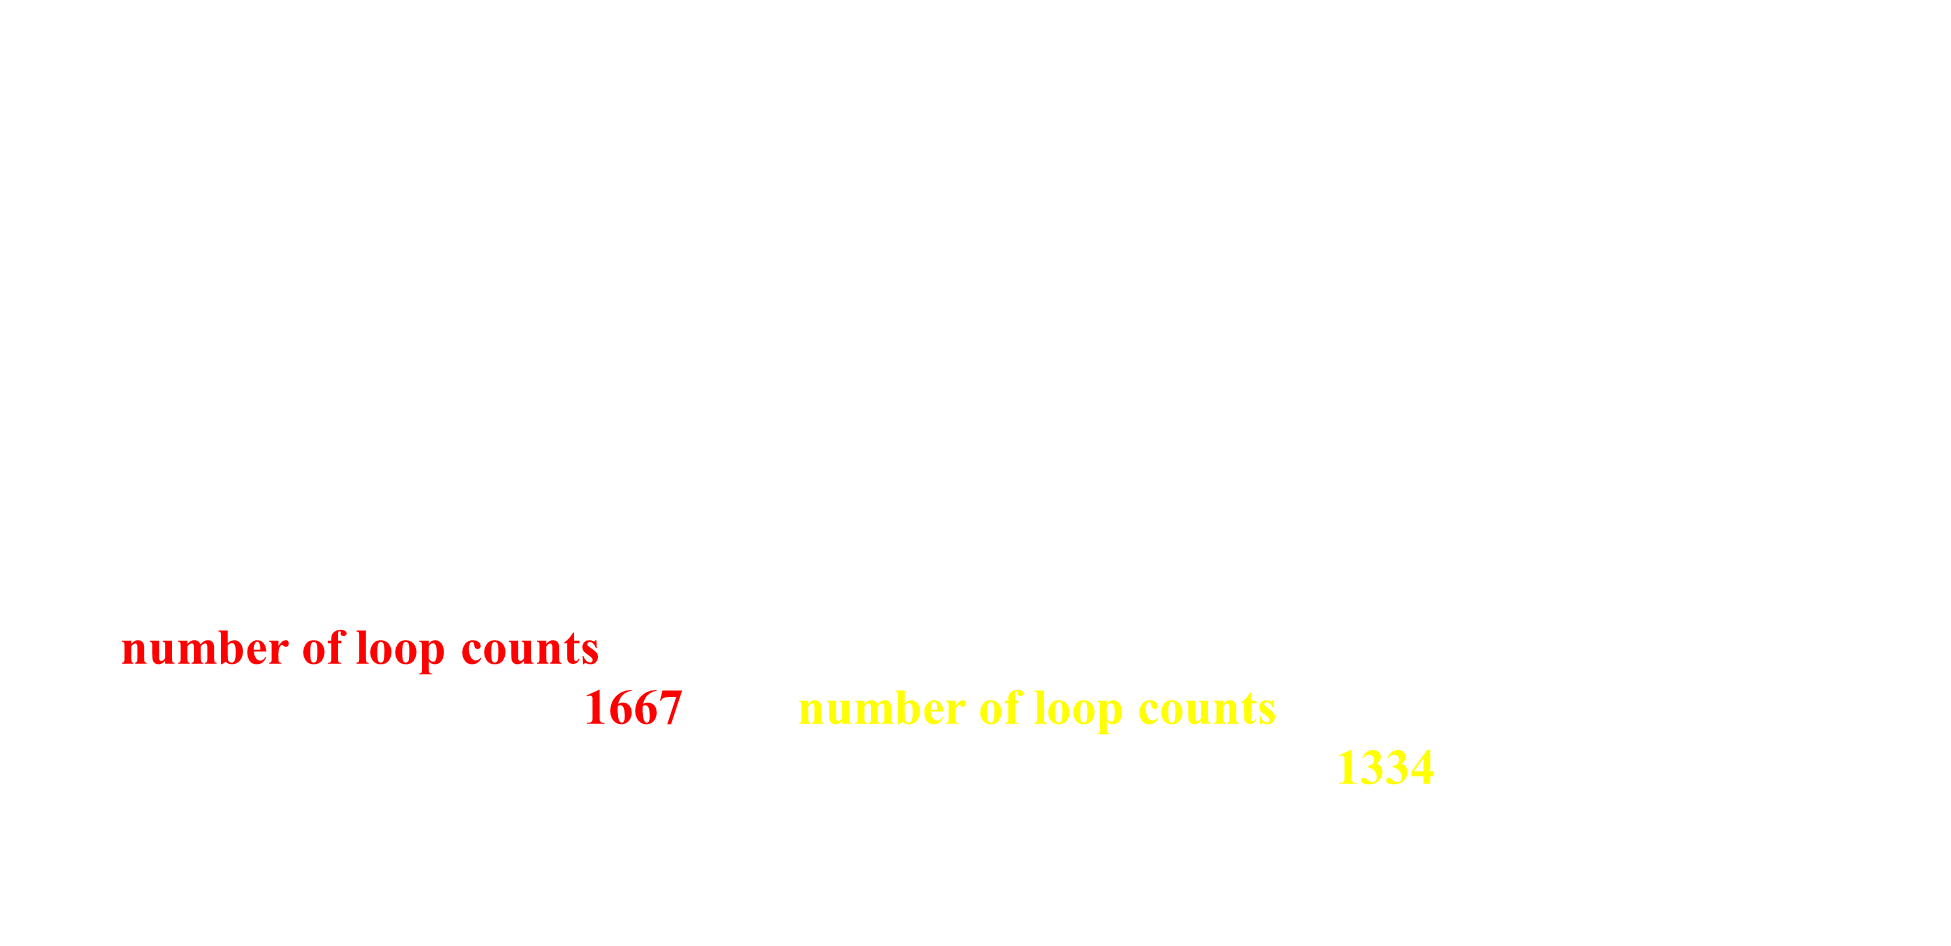 number of loop counts
1667 number of loop counts
1334